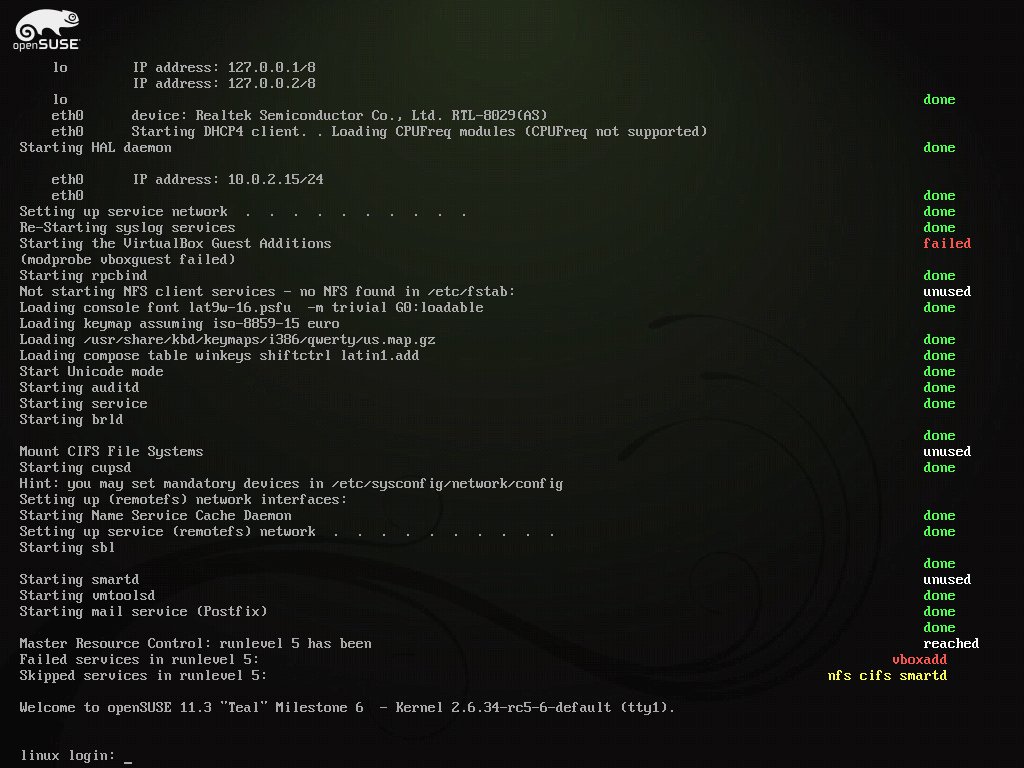 openSUSE
lo IP address: 127.0.0.1/8
IP address: 127.0.0.2/8
lo done
eth0 device: Realtek Semiconductor Co., Ltd. RTL-8029(AS)
eth0 Starting DHCP4 client. . Loading CPUFreq modules (CPUFreq not supported)
Starting HAL daemon done
eth0 IP address: 10.0.2.15/24
eth0 done
Setting up service network . . . . . . . . . . done
Re-Starting syslog services done
Starting the VirtualBox Guest Additions failed
(modprobe vboxguest failed)
Starting rpcbind done
Not starting NFS client services - no NFS found in /etc/fstab: unused
Loading console font lat9w-16.psfu -m trivial G0:loadable done
Loading keymap assuming iso-8859-15 euro
Loading /usr/share/kbd/keymaps/i386/qwerty/us.map.gz done
Loading compose table winkeys shiftctrl latin1.add done
Start Unicode mode done
Starting auditd done
Starting service done
Starting brld
done
Mount CIFS File Systems unused
Starting cupsd done
Hint: you may set mandatory devices in /etc/sysconfig/network/config
Setting up (remotefs) network interfaces:
Starting Name Service Cache Daemon done
Setting up service (remotefs) network . . . . . . . . . . done
Starting sbl
done
Starting smartd unused
Starting vmtoolsd done
Starting mail service (Postfix) done
done
Master Resource Control: runlevel 5 has been reached
Failed services in runlevel 5: vboxadd
Skipped services in runlevel 5: nfs cifs smartd
Welcome to openSUSE 11.3 "Teal" Milestone 6 - Kernel 2.6.34-rc5-6-default (tty1).
linux login: _